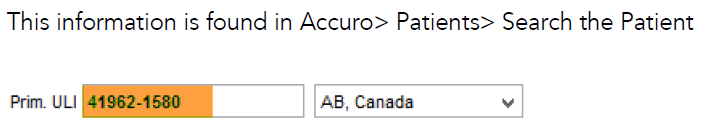 This information is found in Accuro> Patients> Search the Patient
Prim. ULI 41962-1580 AB, Canada